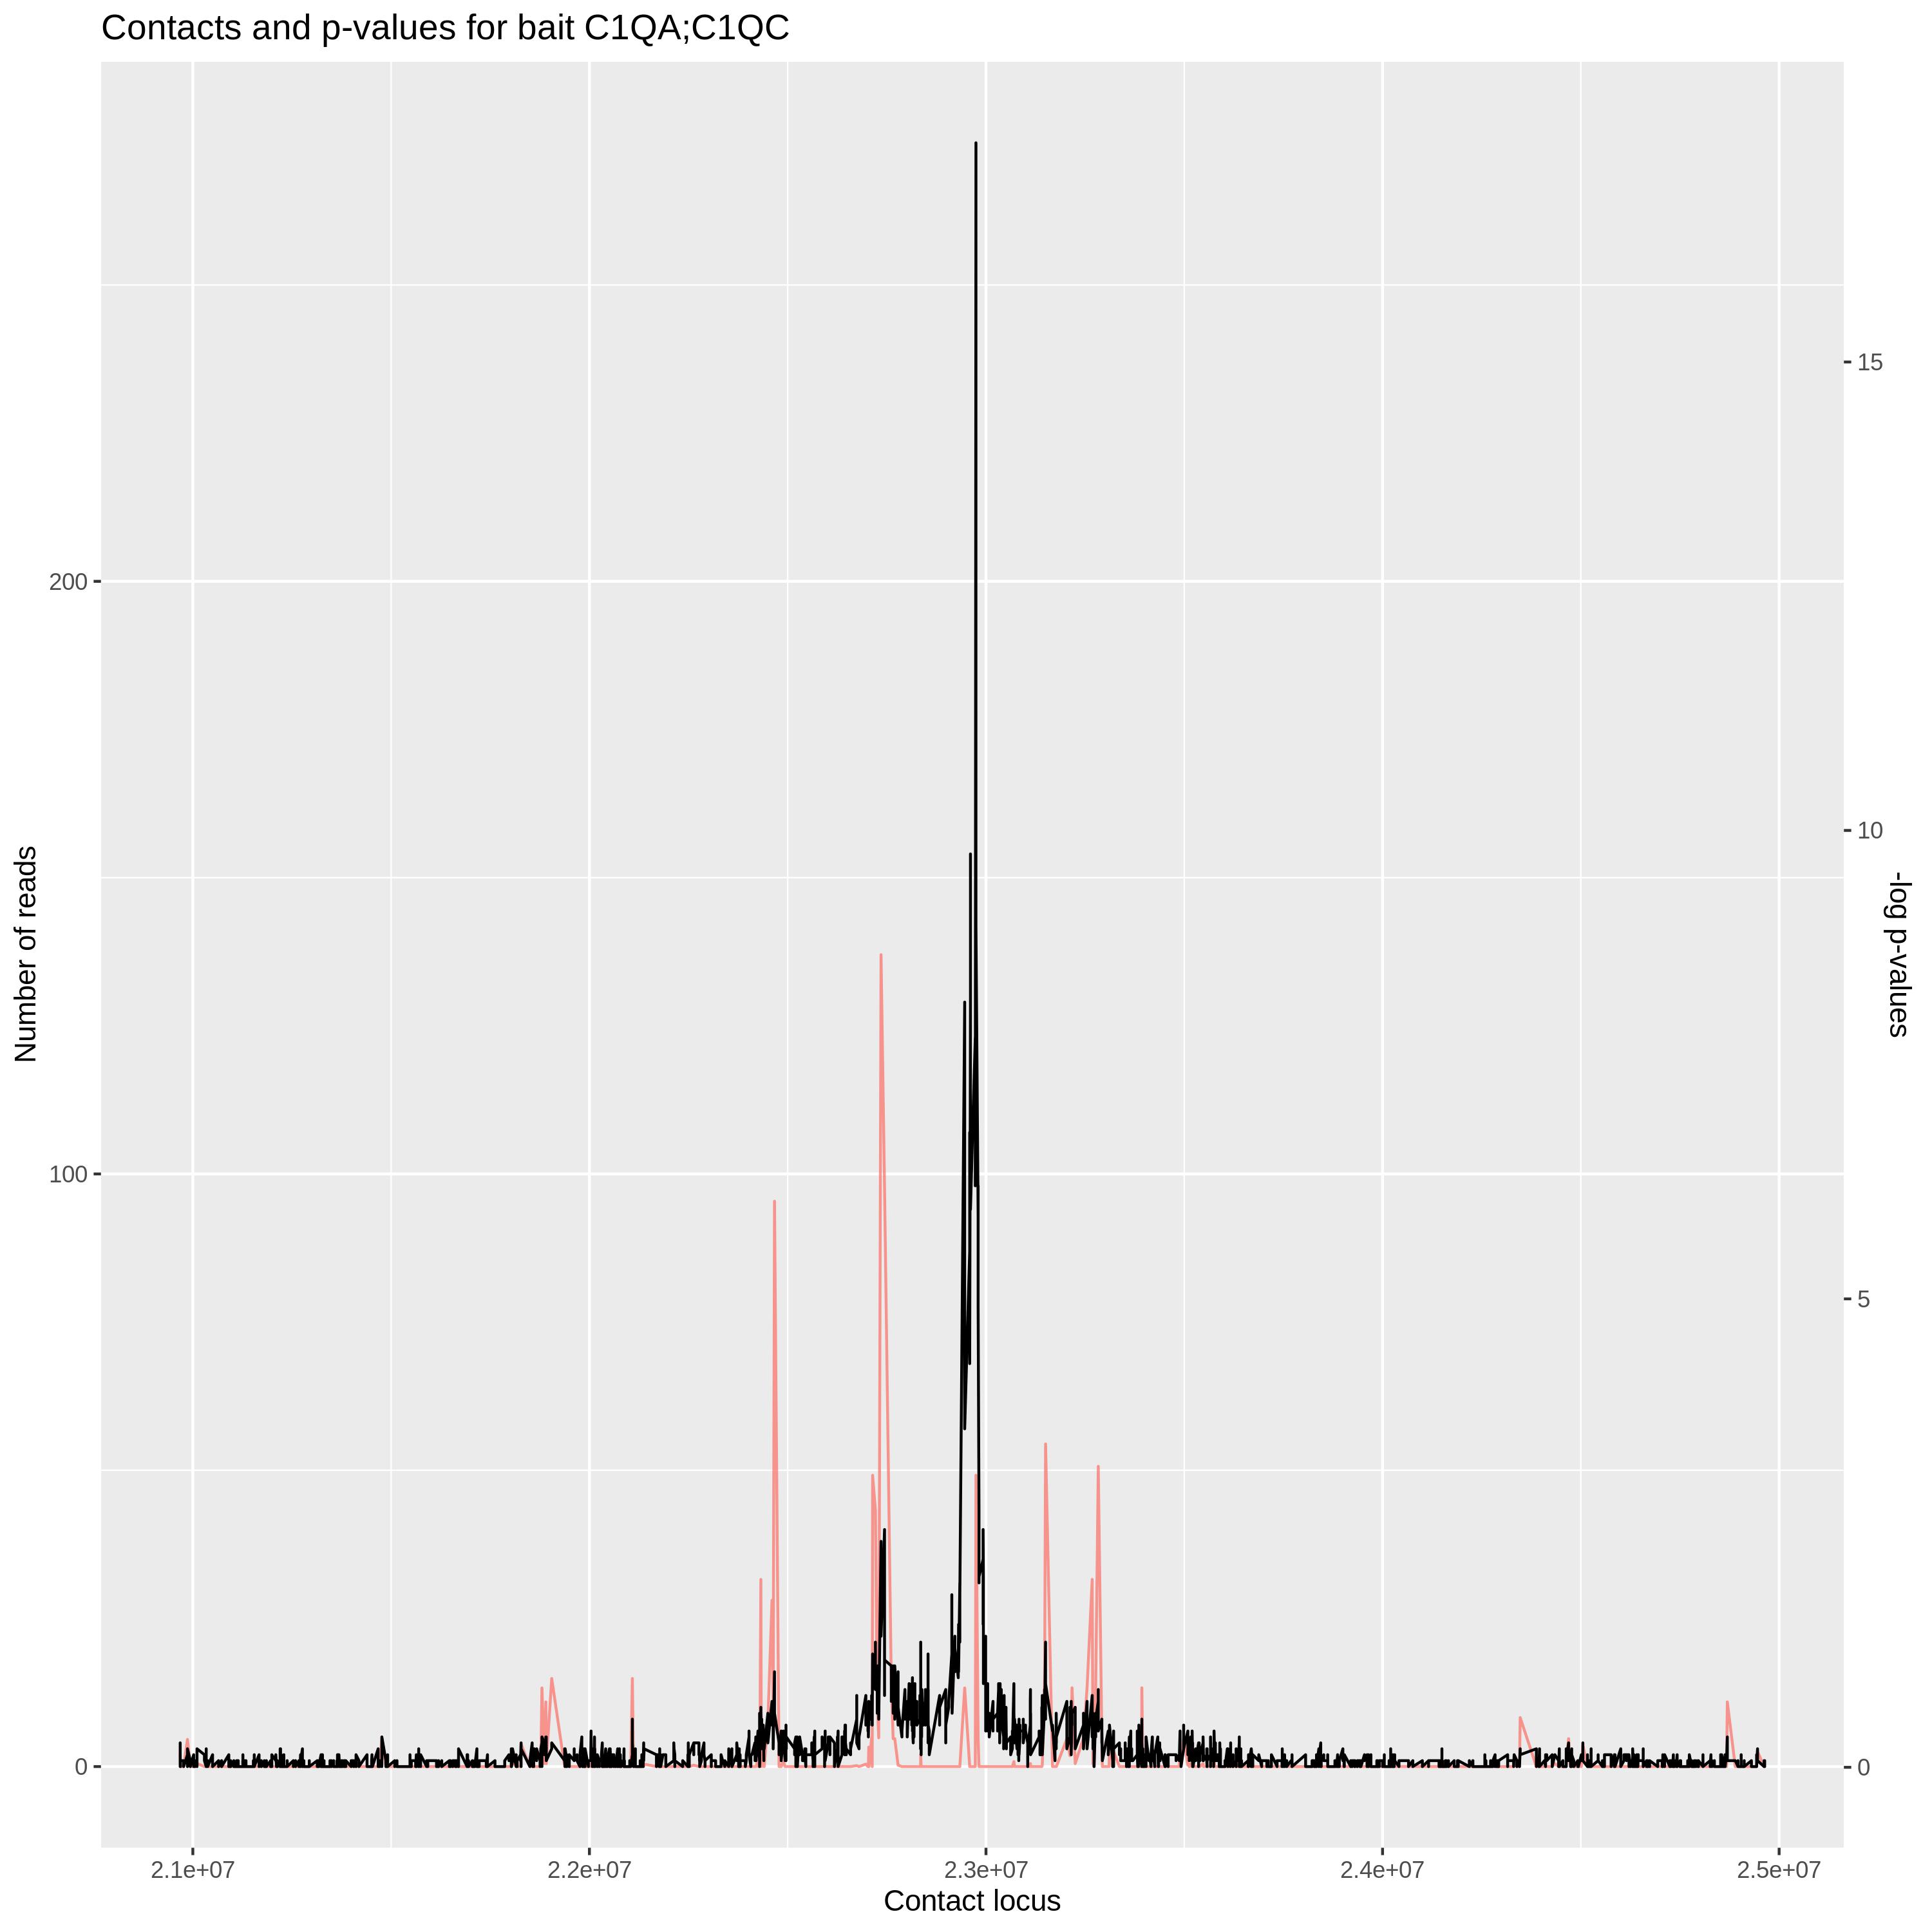 Contacts and p-values for bait C1QA;C1QC
Number of reads
200
100
0
15
10
5
0
-log p-values
2.1e+07
2.2e+07
2.3e+07
2.4e+07
2.5e+07
Contact locus